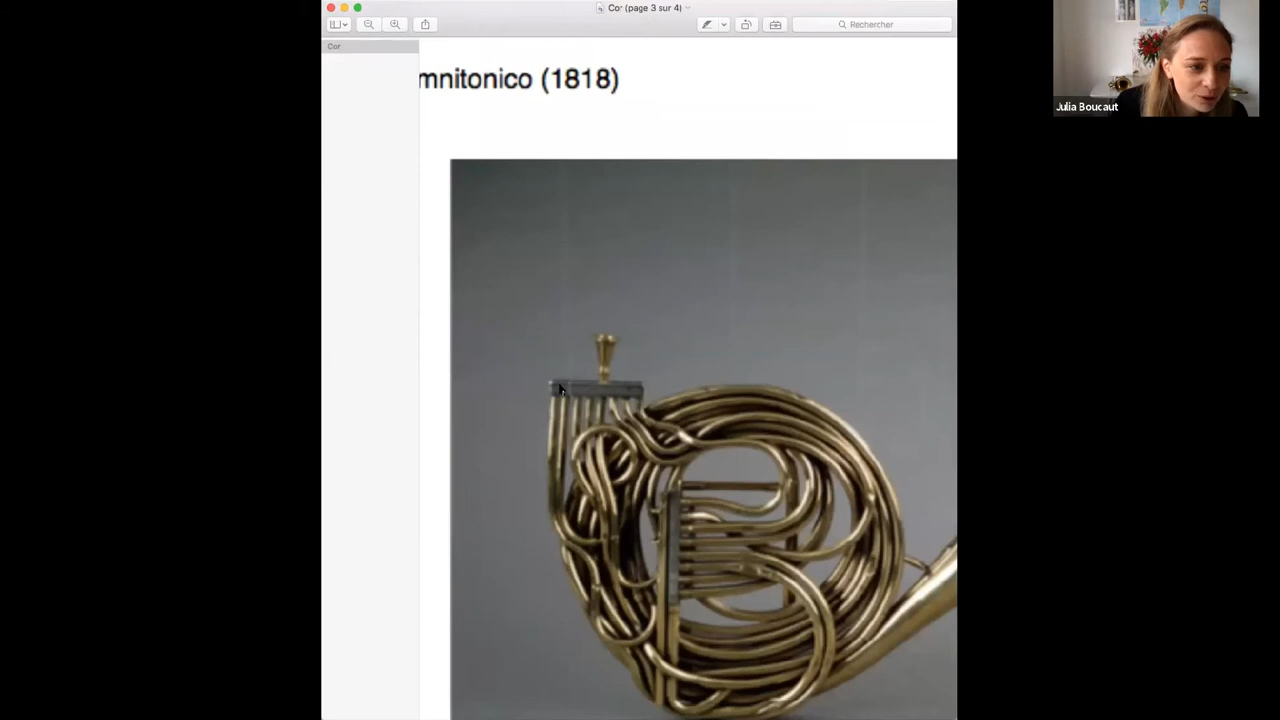 Cor (page 3 sur 4)
Rechercher
Cor
mnitonico (1818)
Julia Boucaut